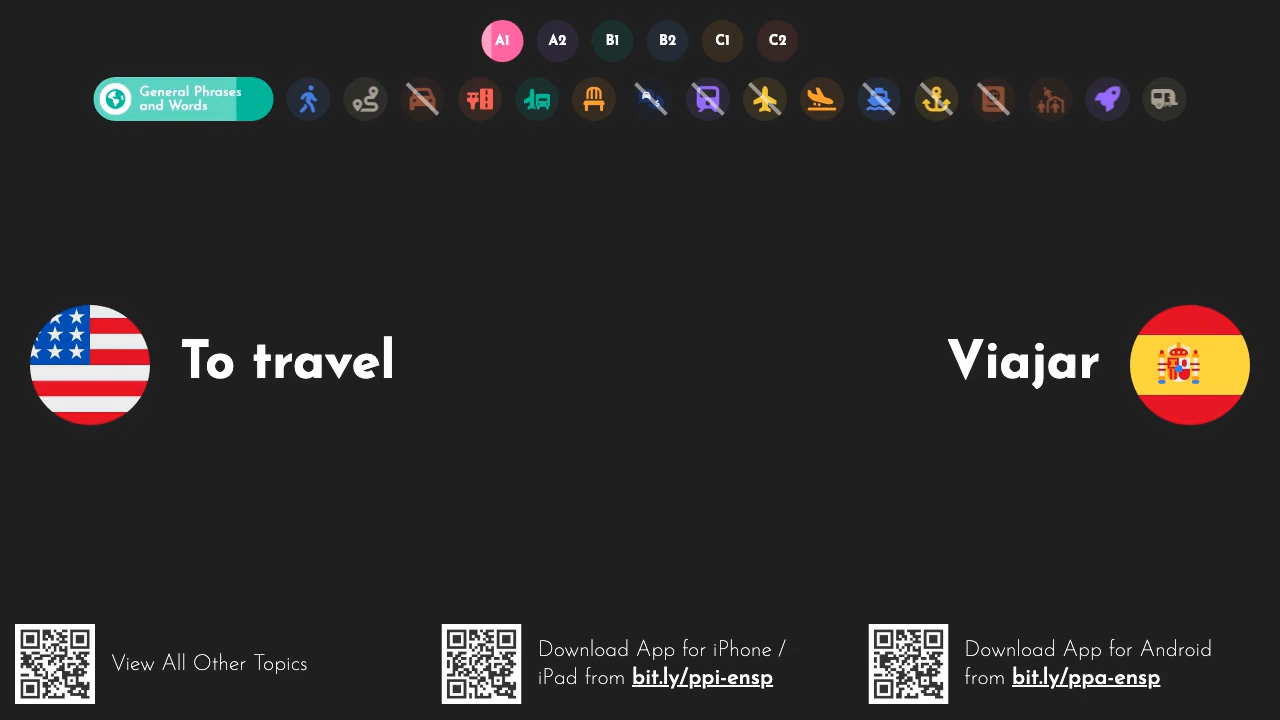 A1 A2 B1 B2 C1 C2
General Phrases
and Words
To travel
Viajar
View All Other Topics
Download App for iPhone /
iPad from bit.ly/ppi-ensp
Download App for Android
from bit.ly/ppa-ensp